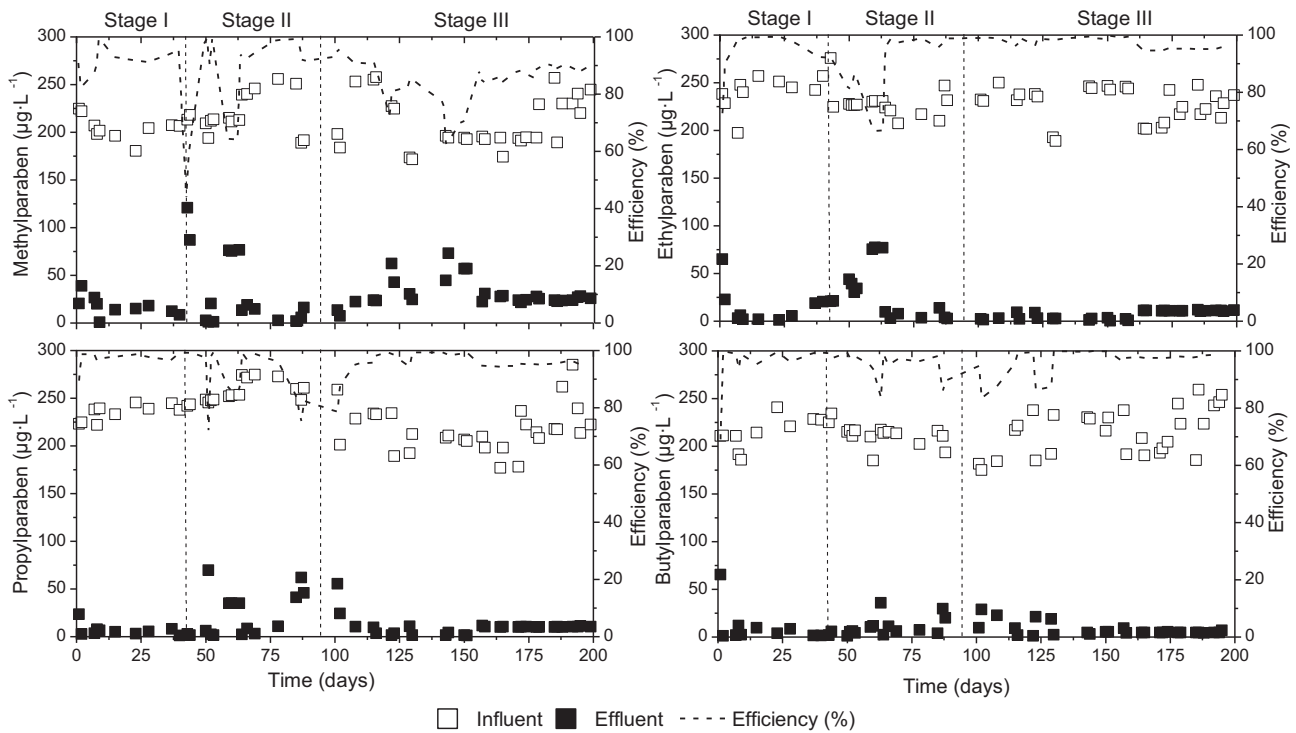 Stage I Stage II Stage III
Stage I Stage II Stage III
300 250 200 150 100 75 50 25 0
Methylparaben (µg·L⁻¹)
100 80 60 40 20 0
Efficiency (%)
300 250 200 150 100 75 50 25 0
Ethylparaben (µg·L⁻¹)
100 80 60 40 20 0
Efficiency (%)
300 250 200 150 100 50 0
Propylparaben (µg·L⁻¹)
100 80 60 40 20 0
Efficiency (%)
0 25 50 75 100 125 150 175 200
Time (days)
300 250 200 150 100 50 0
Butylparaben (µg·L⁻¹)
100 80 60 40 20 0
Efficiency (%)
0 25 50 75 100 125 150 175 200
Time (days)
Influent Effluent Efficiency (%)